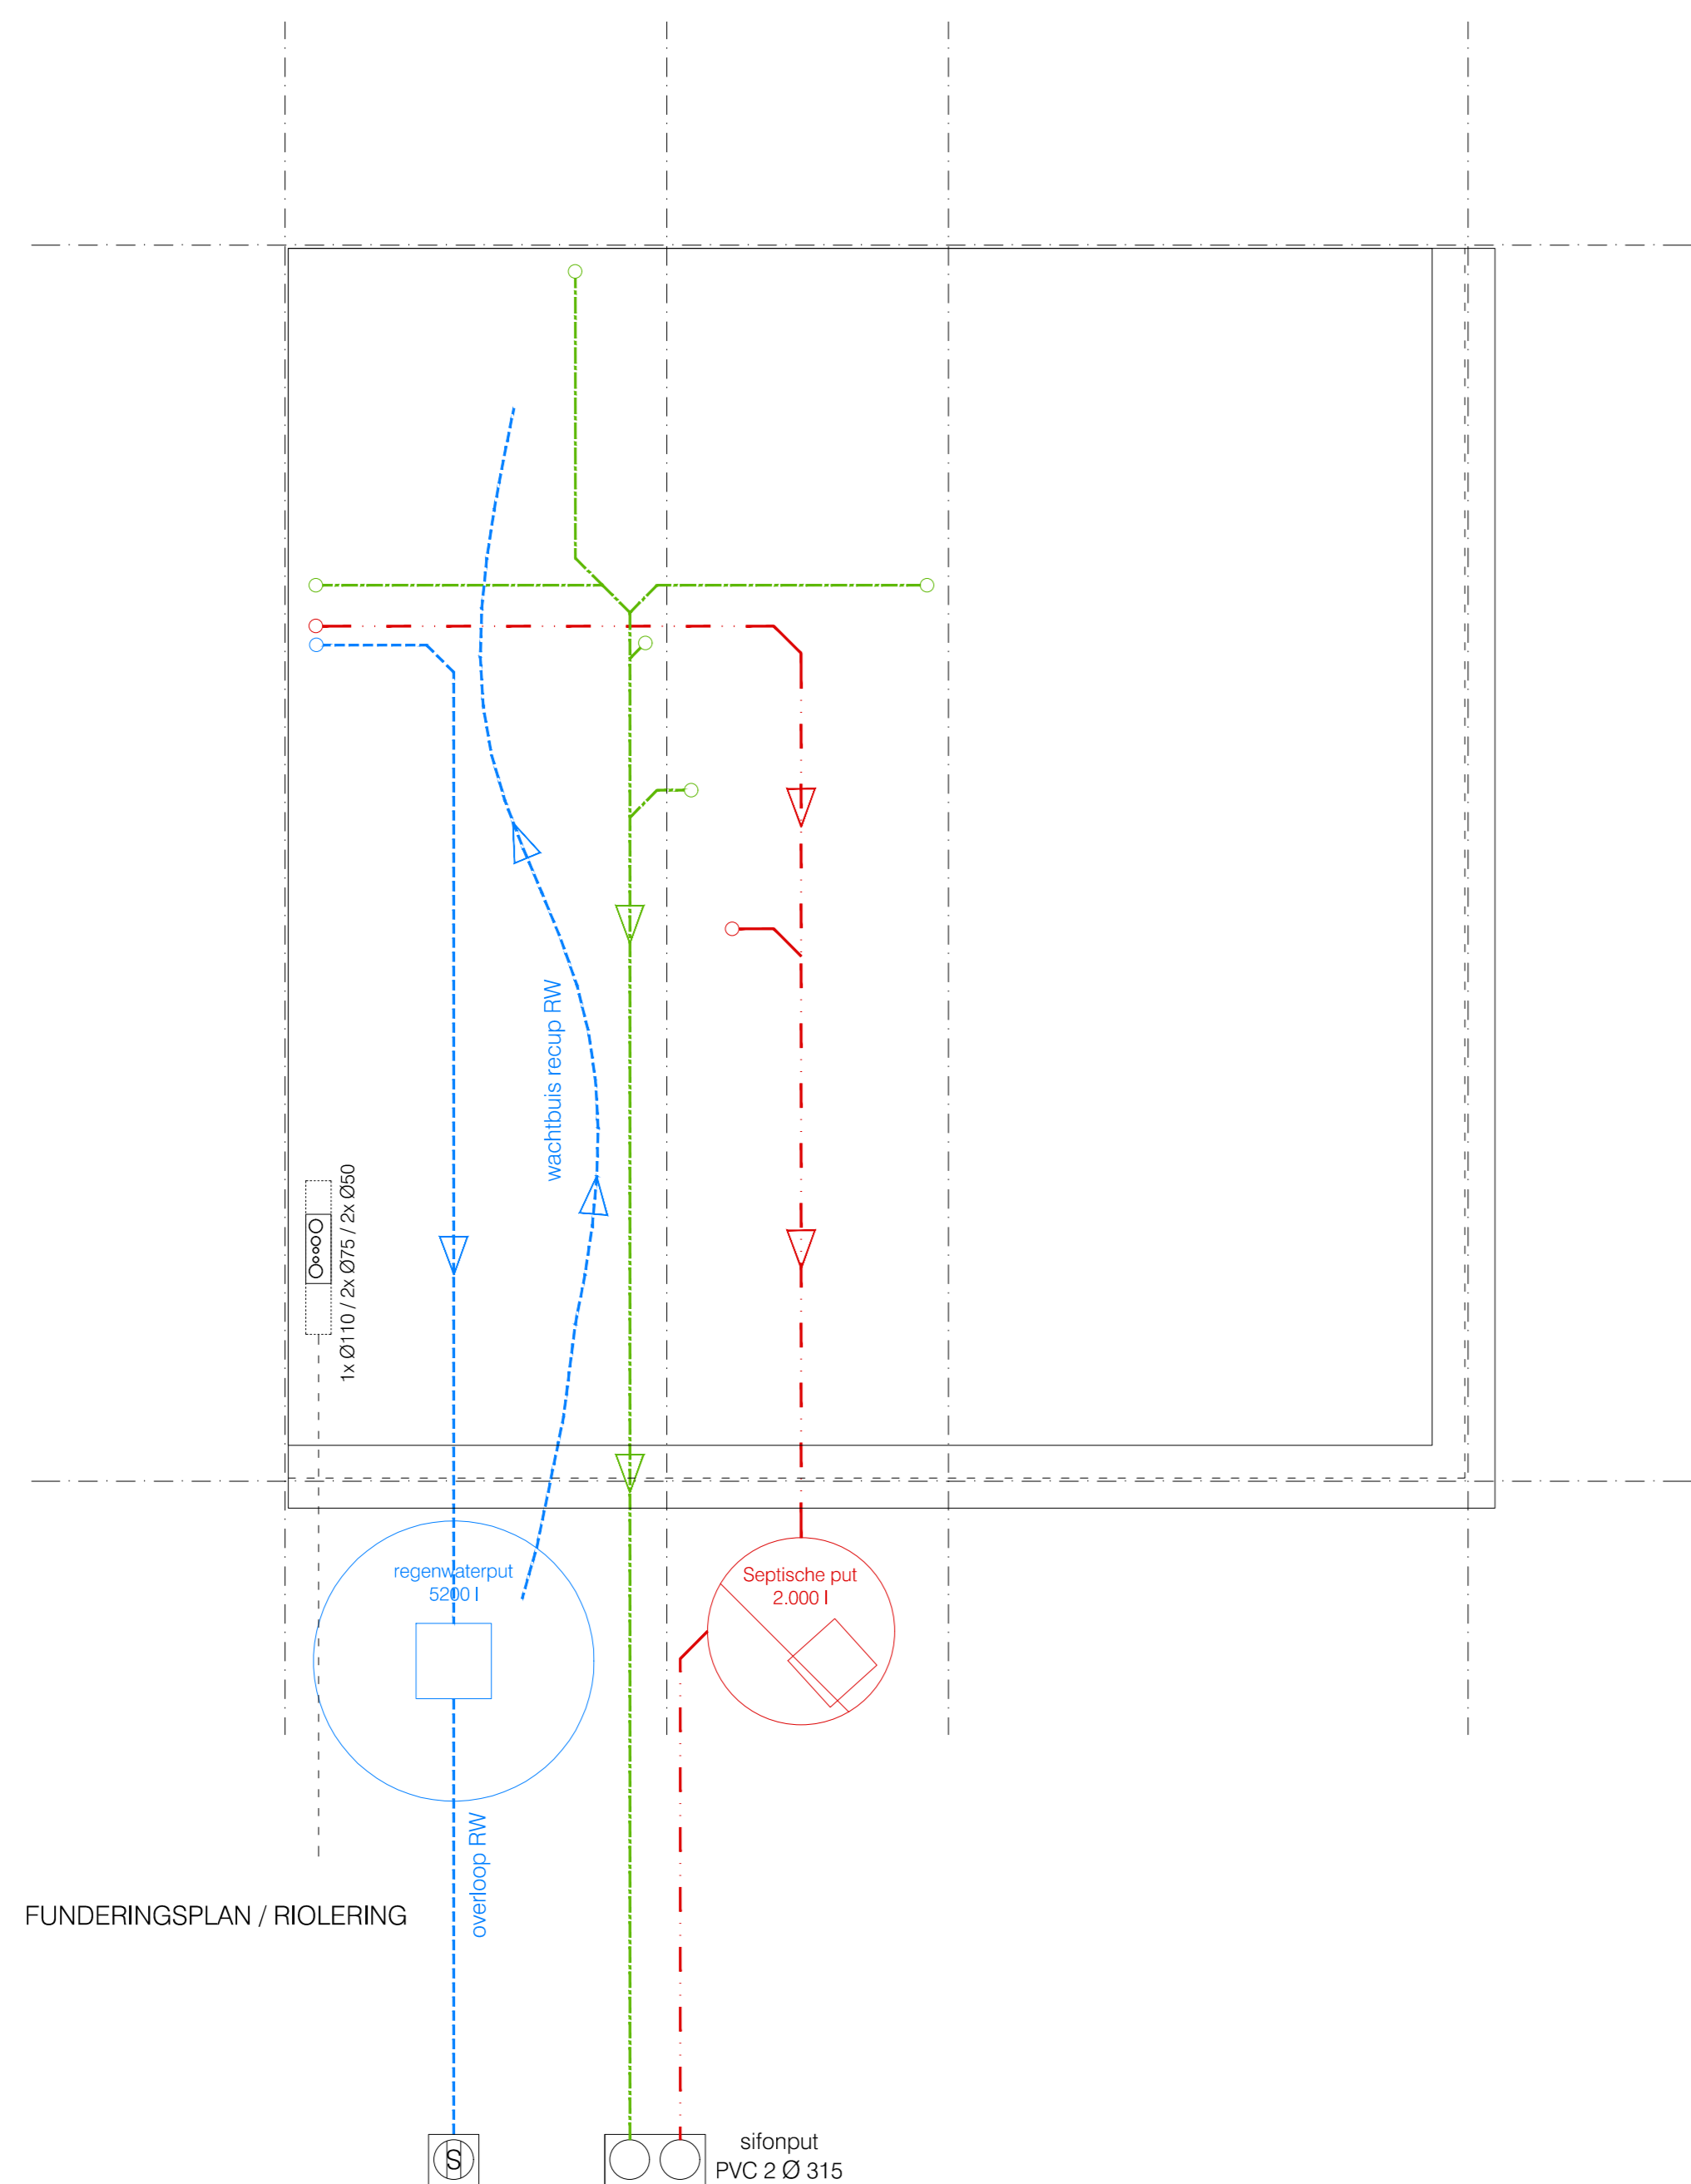 wachtbuis recup RW
1x Ø110 / 2x Ø75 / 2x Ø50
regenwaterput
5200 l
Septische put
2.000 l
overloop RW
FUNDERINGSPLAN / RIOLERING
S
sifonput
PVC 2 Ø 315